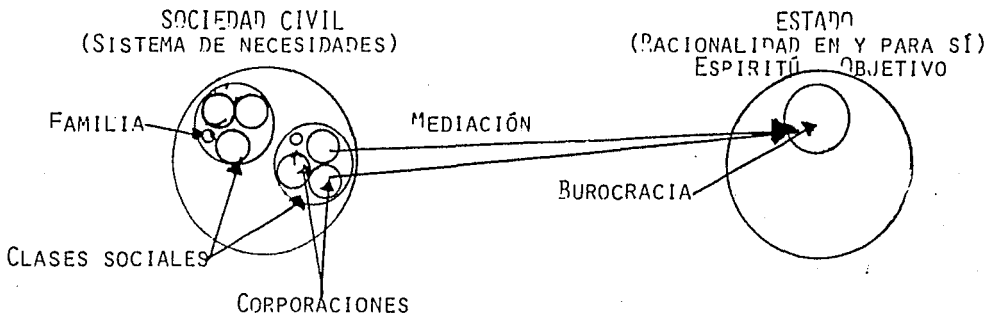 SOCIEDAD CIVIL
(SISTEMA DE NECESIDADES)
ESTADO
(RACIONALIDAD EN Y PARA SÍ)
ESPIRITÚ OBJETIVO
FAMILIA
MEDIACIÓN
BUROCRACIA
CLASES SOCIALES
CORPORACIONES